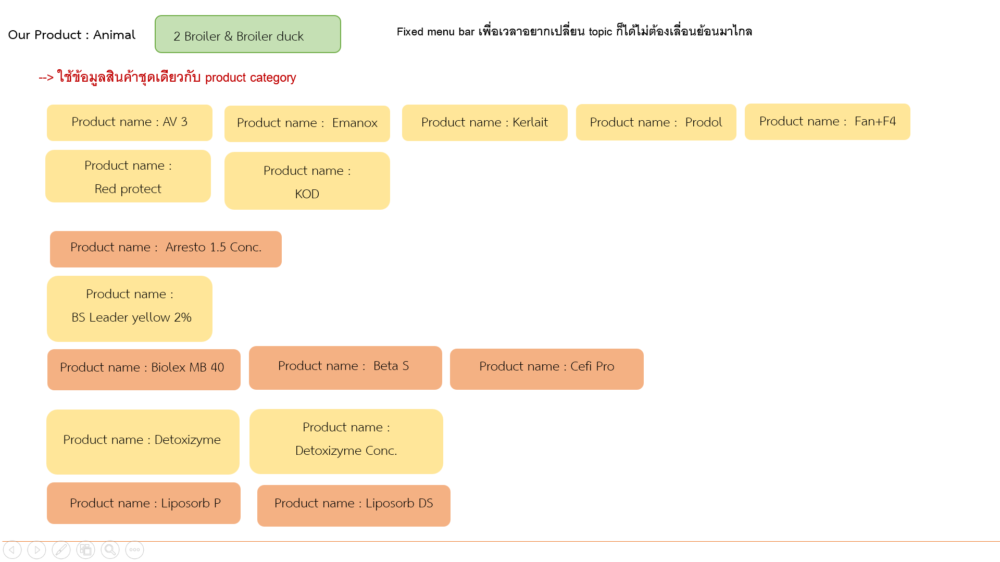 Our Product : Animal
2 Broiler & Broiler duck
Fixed menu bar เพื่อเวลาอยากเปลี่ยน topic ก็ได้ไม่ต้องเลื่อนย้อนมาไกล
--> ใช้ข้อมูลสินค้าชุดเดียวกับ product category
Product name : AV 3
Product name :  Emanox
Product name : Kerlait
Product name :  Prodol
Product name :  Fan+F4
Product name :
Red protect
Product name :
KOD
Product name :  Arresto 1.5 Conc.
Product name :
BS Leader yellow 2%
Product name : Biolex MB 40
Product name :  Beta S
Product name : Cefi Pro
Product name : Detoxizyme
Product name :
Detoxizyme Conc.
Product name : Liposorb P
Product name : Liposorb DS